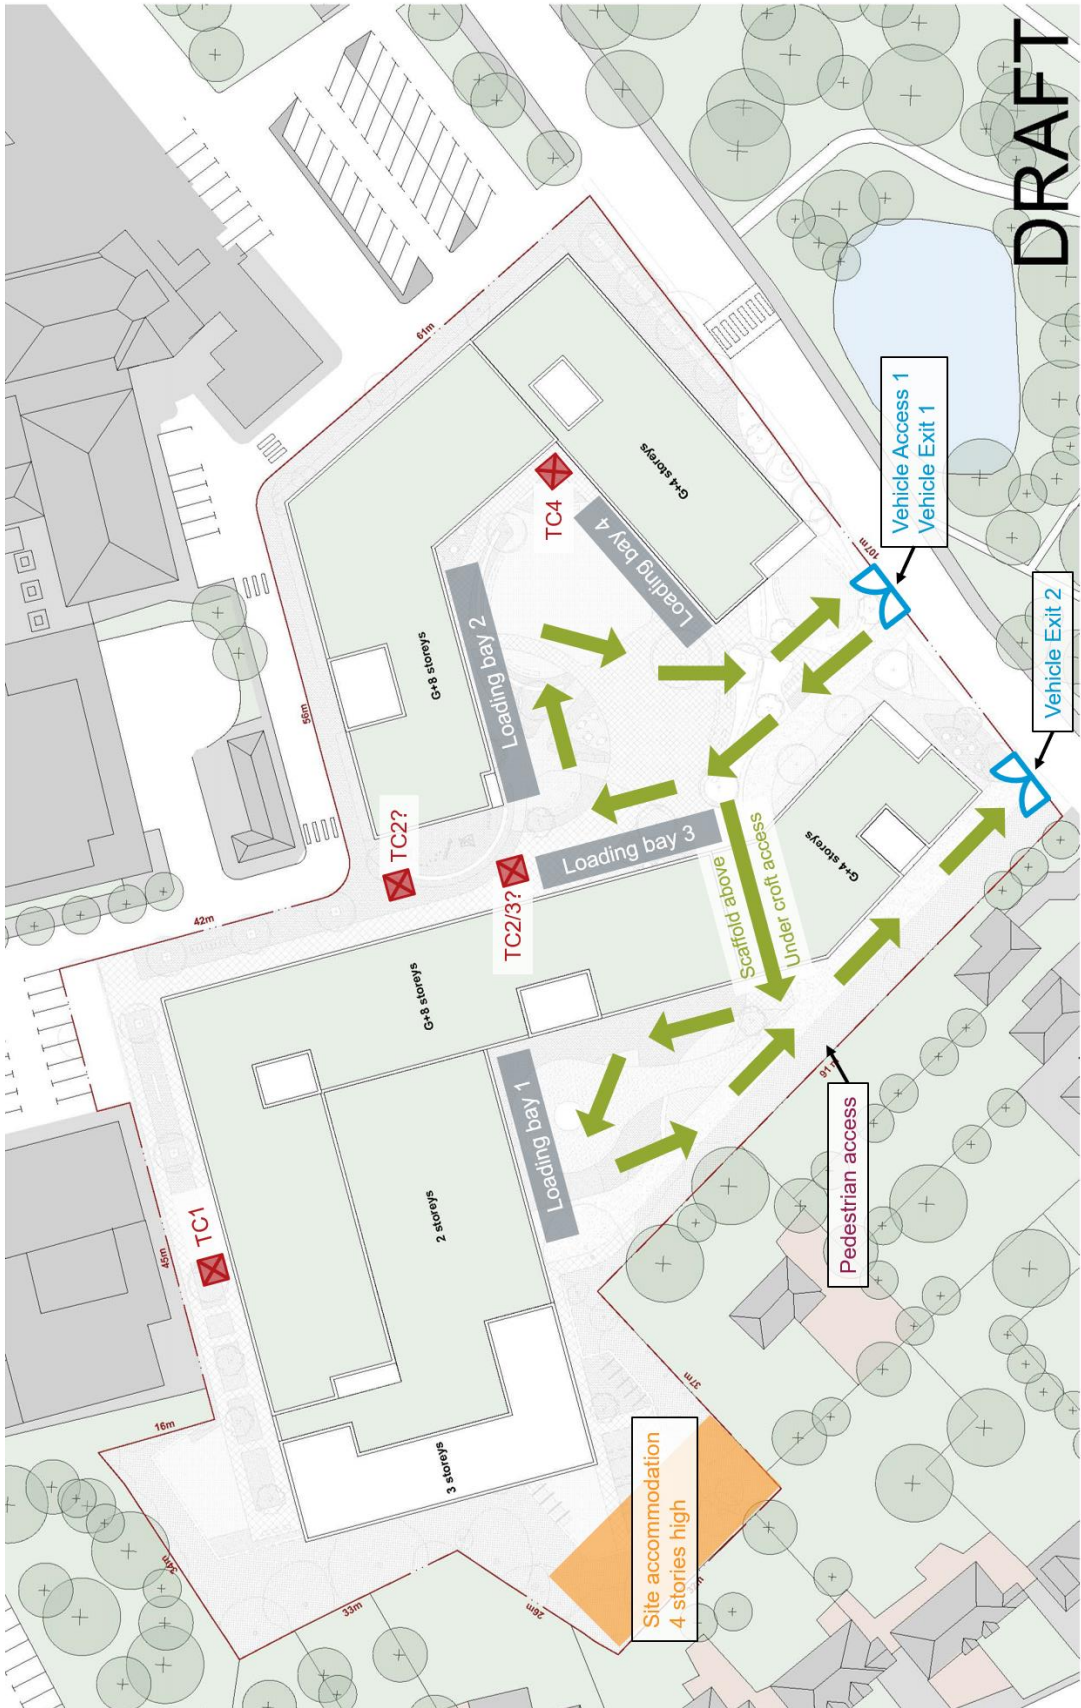 DRAFT
61m
G+4 storeys
TC4
Loading bay 4
Vehicle Access 1
Vehicle Exit 1
107m
Vehicle Exit 2
G+8 storeys
Loading bay 2
56m
TC2?
TC2/3?
Loading bay 3
Scaffold above
Under croft access
G+4 storeys
42m
G+8 storeys
Loading bay 1
91 m
Pedestrian access
2 storeys
TC1
45m
16m
3 storeys
37m
Site accommodation
4 stories high
34m
33m
26m